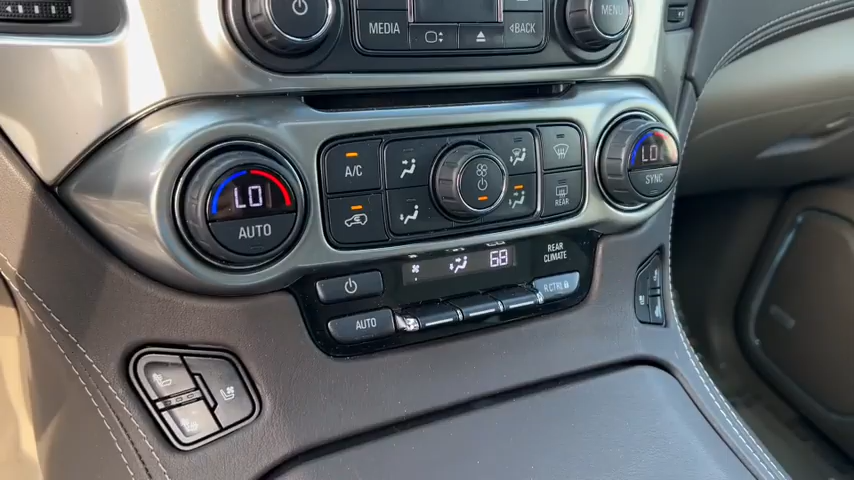 MEDIA
BACK
MENU
A/C
LO
AUTO
LO
SYNC
REAR
68
REAR
CLIMATE
AUTO
R CTRL